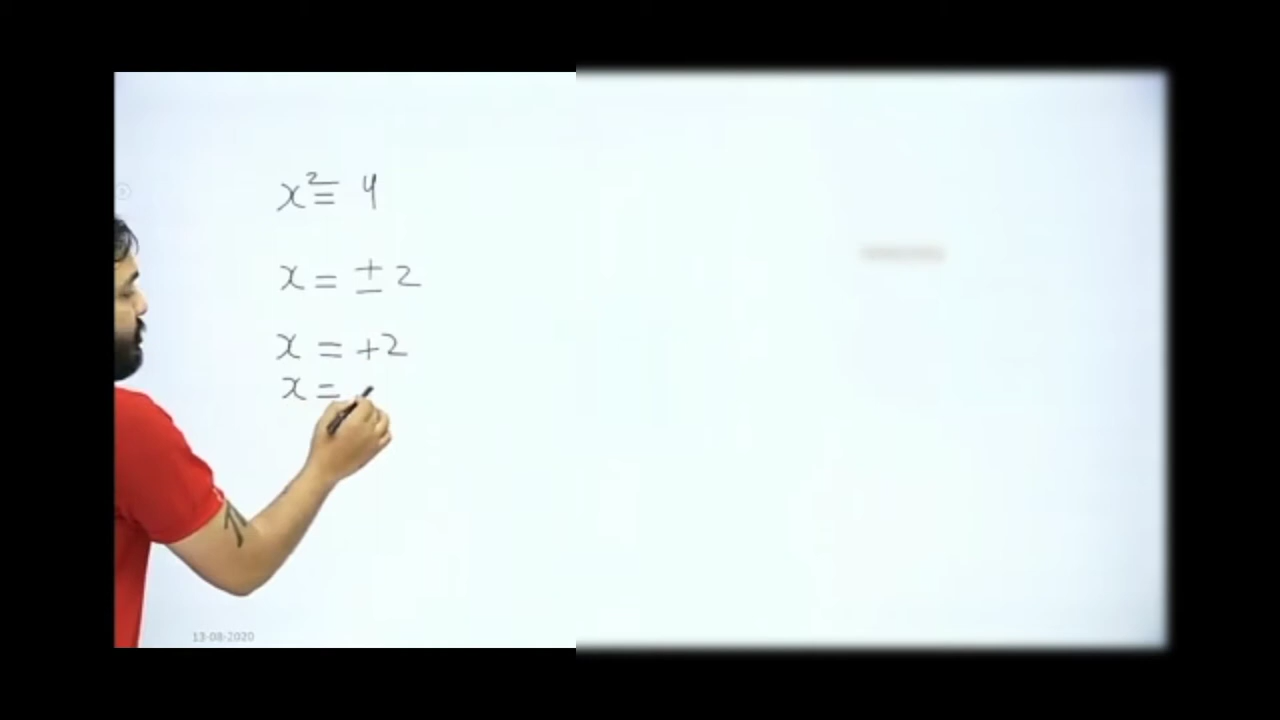 x² = 4
x = ± 2
x = +2
x =
13-08-2020